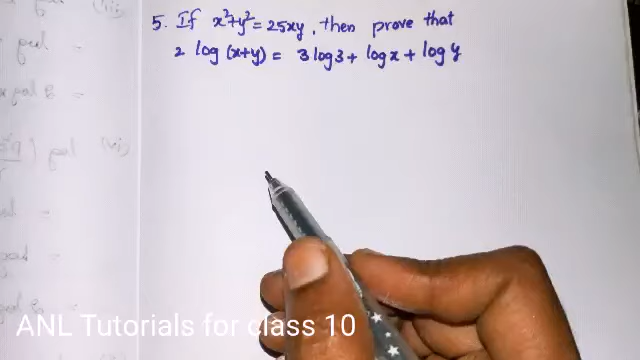 5. If x²+y² = 25xy, then prove that
2 log (x+y) = 3 log 3 + log x + log y
ANL Tutorials for class 10